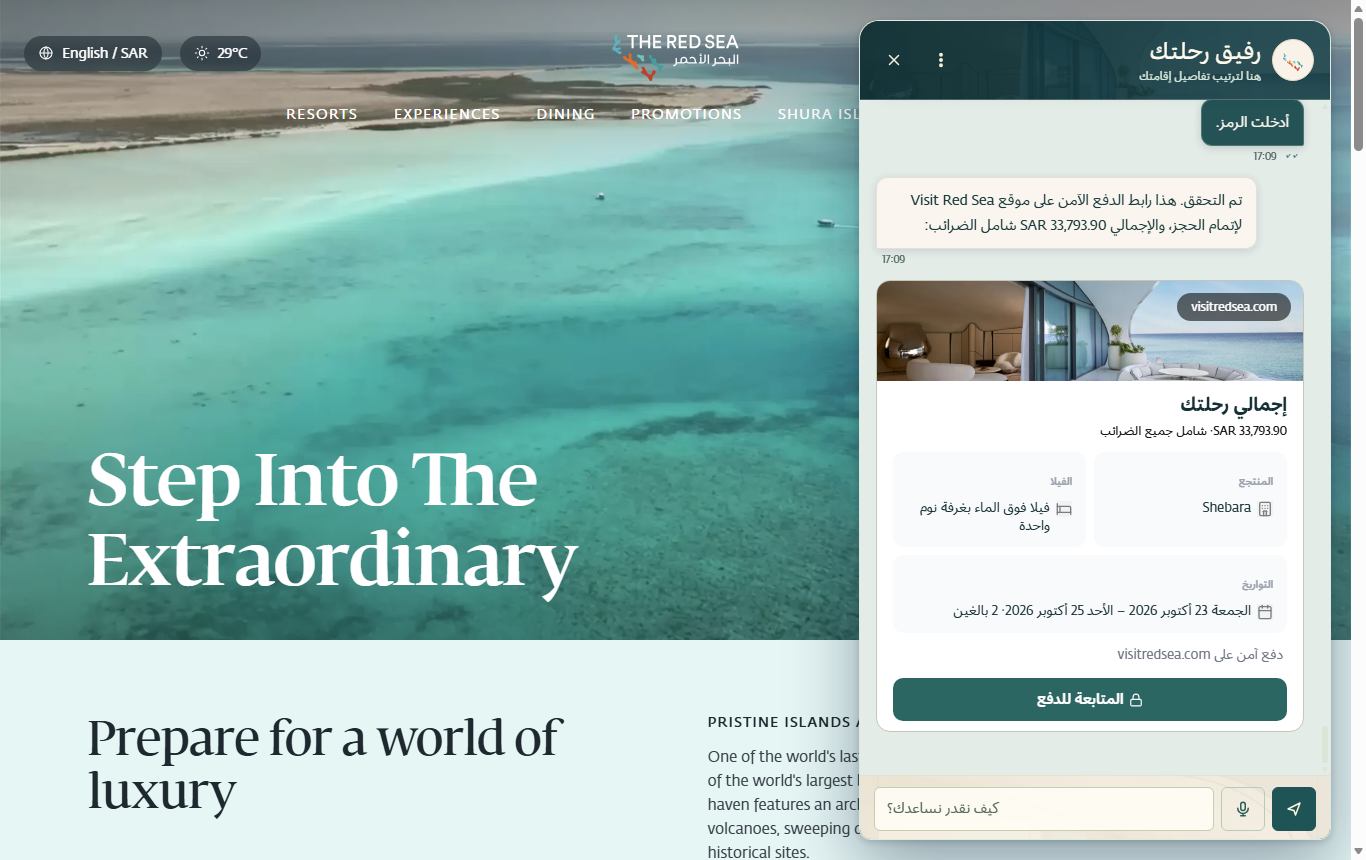 English / SAR
29°C
THE RED SEA
البحر الأحمر
RESORTS
EXPERIENCES
DINING
PROMOTIONS
SHURA ISL
Step Into The
Extraordinary
Prepare for a world of
luxury
PRISTINE ISLANDS
One of the world's las
of the world's largest
haven features an arc
volcanoes, sweeping
historical sites.
رفيق رحلتك
هنا لترتيب تفاصيل إقامتك
أدخلت الرمز.
17:09
تم التحقق. هذا رابط الدفع الآمن على موقع Visit Red Sea
لإتمام الحجز، والإجمالي SAR 33,793.90 شامل الضرائب:
17:09
visitredsea.com
إجمالي رحلتك
SAR 33,793.90· شامل جميع الضرائب
المنتجع
Shebara
الفيلا
فيلا فوق الماء بغرفة نوم
واحدة
التواريخ
الجمعة 23 أكتوبر 2026 – الأحد 25 أكتوبر 2026· 2 بالغين
دفع آمن على visitredsea.com
المتابعة للدفع
كيف نقدر نساعدك؟